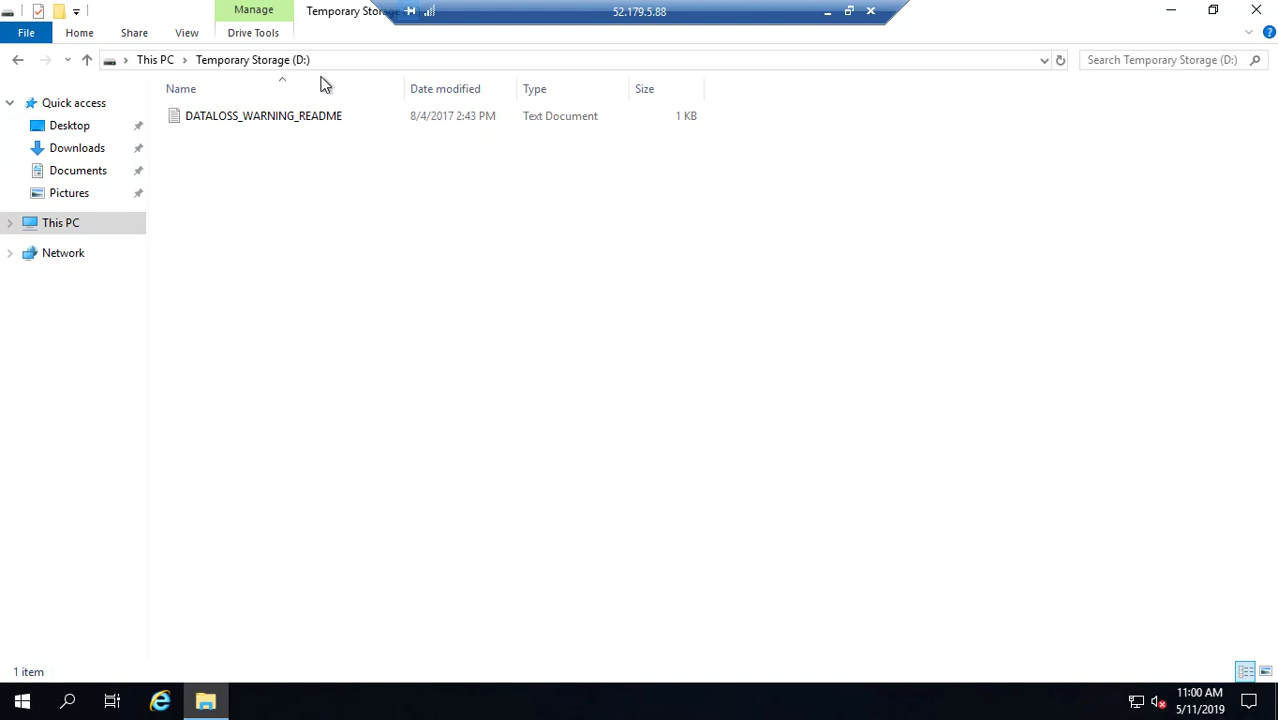 Manage
Temporary Storage
52.179.5.88
File
Home
Share
View
Drive Tools
This PC
Temporary Storage (D:)
Search Temporary Storage (D:)
Name
Date modified
Type
Size
Quick access
DATALOSS_WARNING_README
8/4/2017 2:43 PM
Text Document
1 KB
Desktop
Downloads
Documents
Pictures
This PC
Network
1 item
11:00 AM
5/11/2019